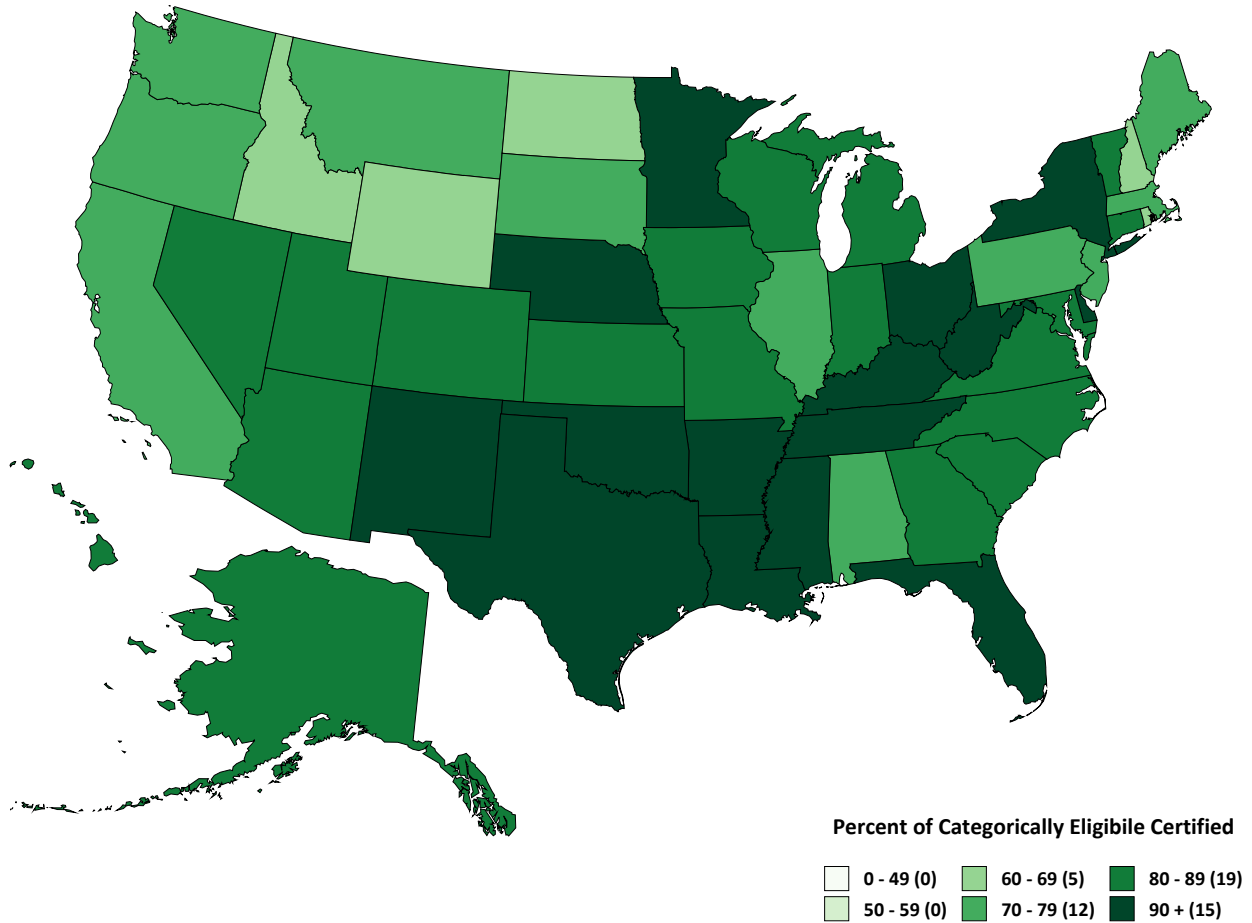 Percent of Categorically Eligibile Certified
0 - 49 (0) 60 - 69 (5) 80 - 89 (19)
50 - 59 (0) 70 - 79 (12) 90 + (15)